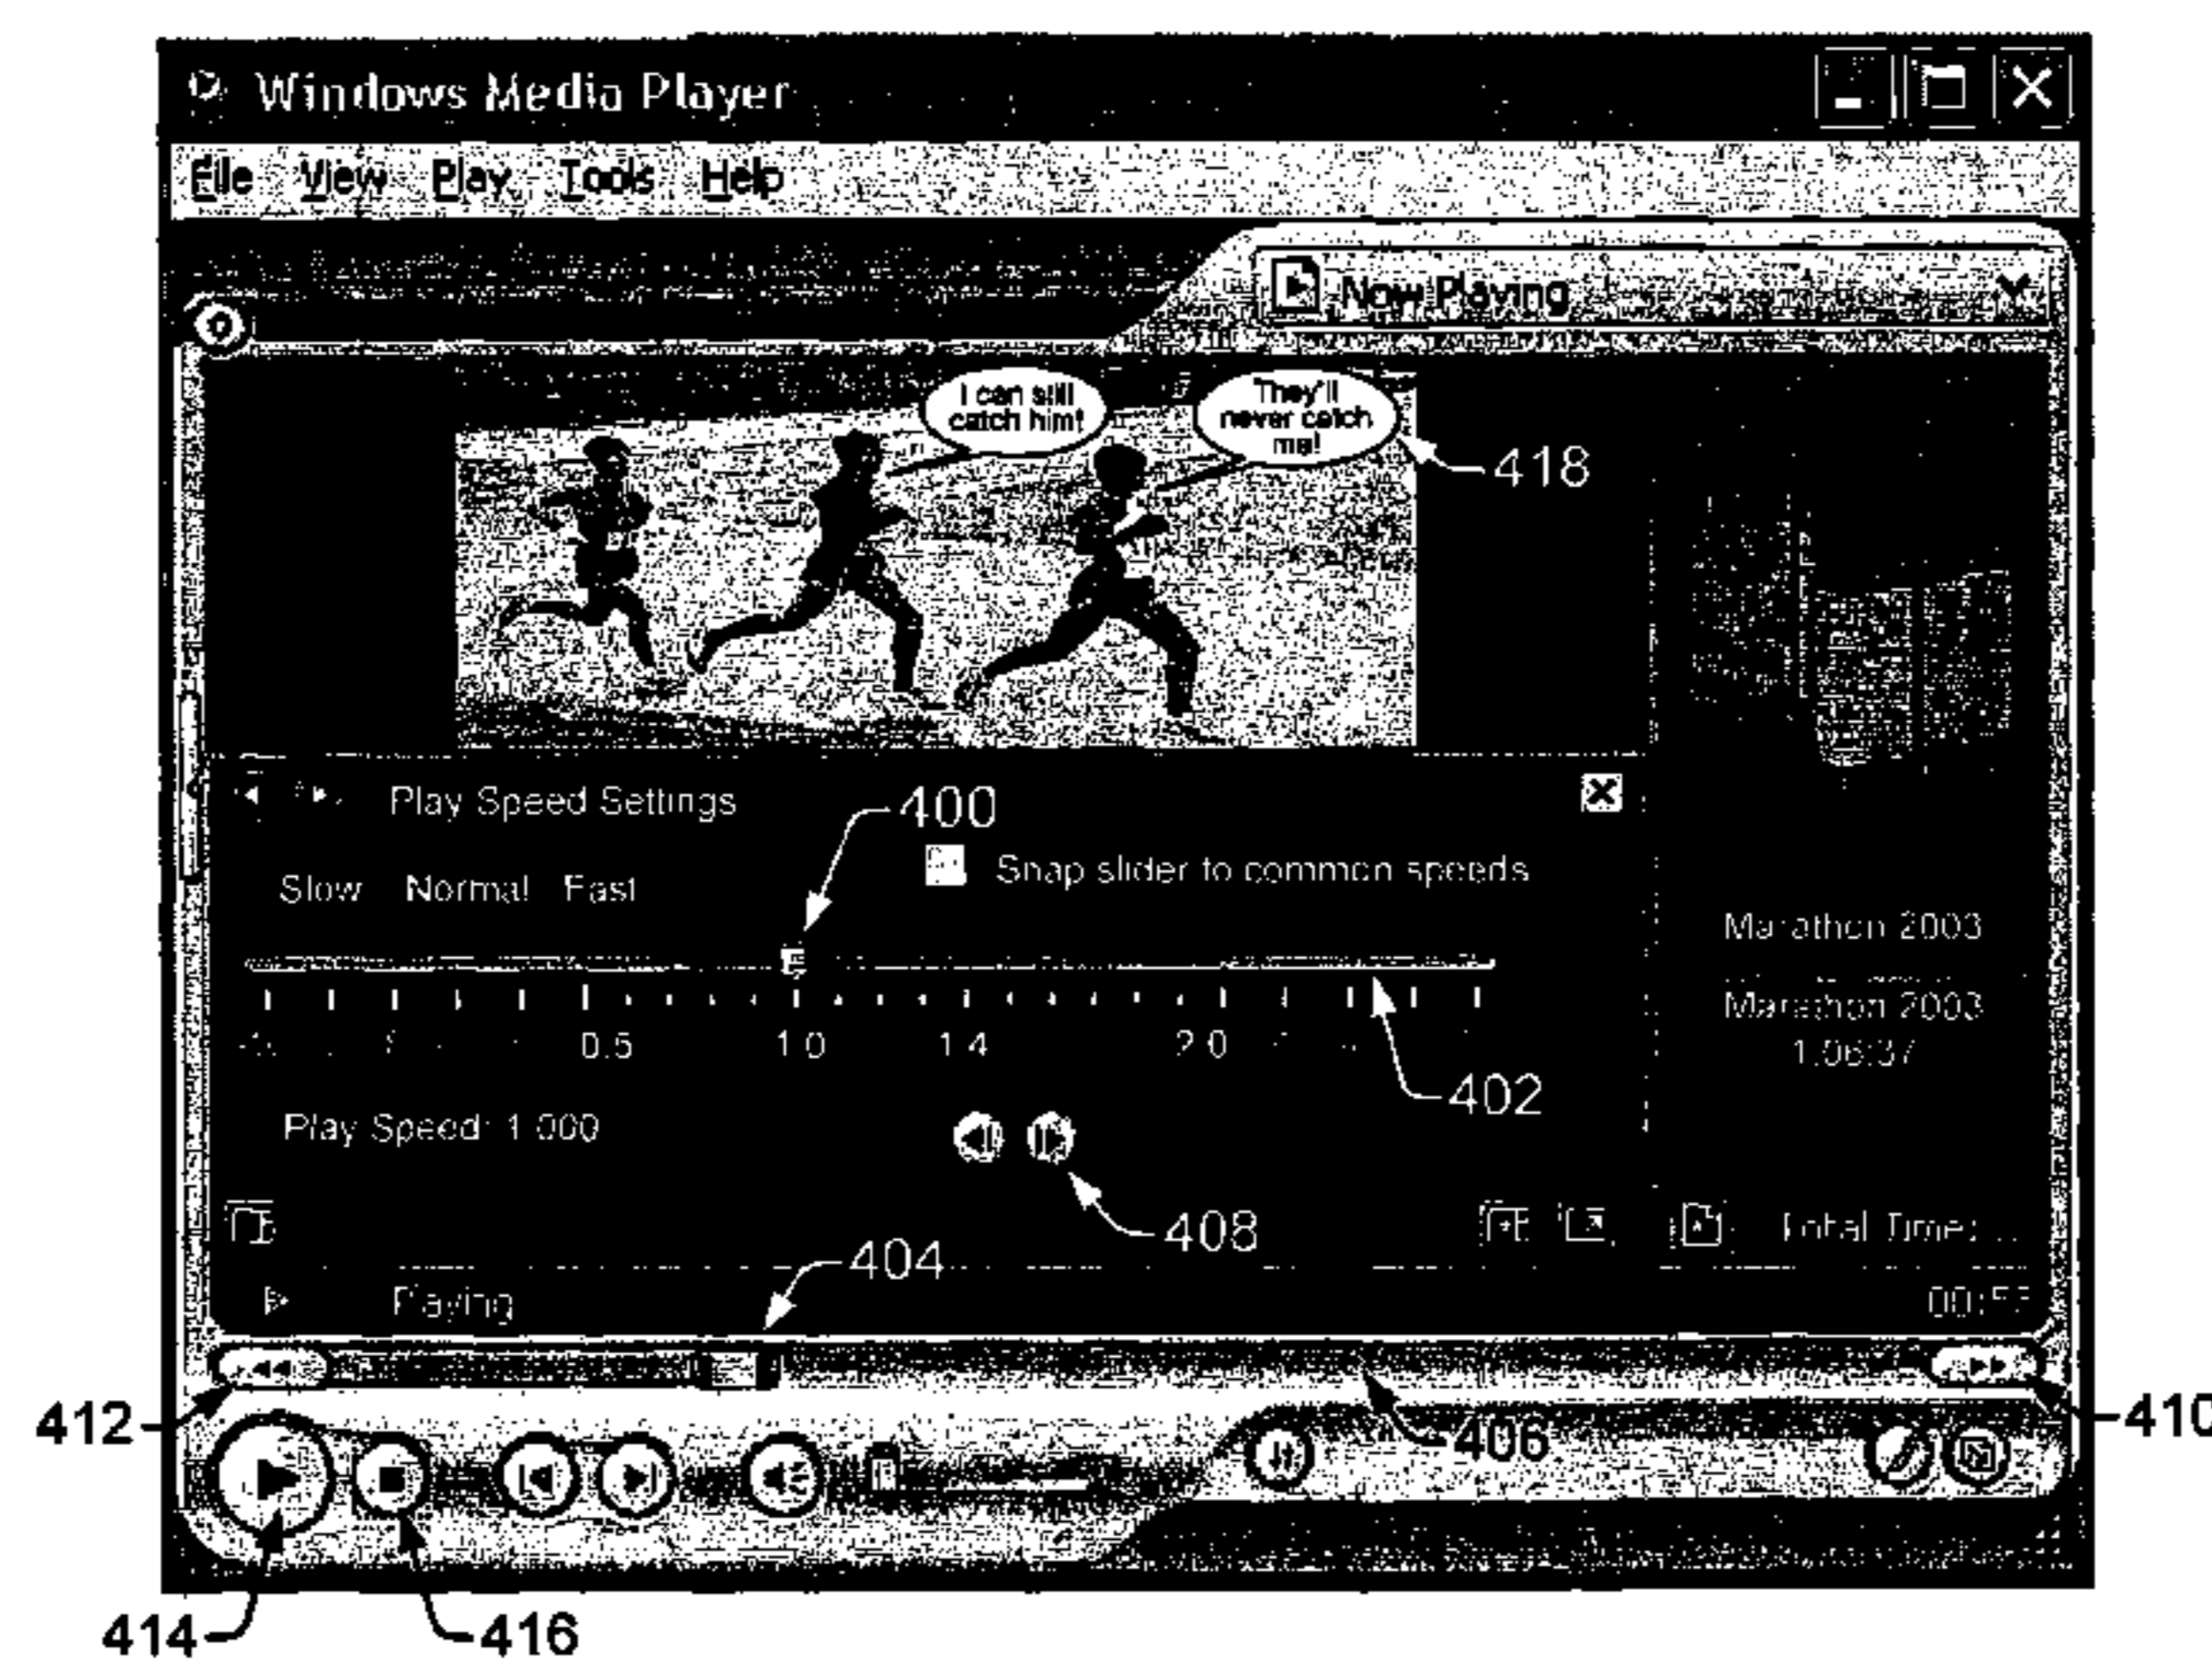 Windows Media Player
File View Play Tools Help
Now Playing
I can still
catch him!
They'll
never catch
me!
418
Play Speed Settings
400
Snap slider to common speeds
Slow Normal Fast
Marathon 2003
Marathon 2003
1:06:37
0.5 1.0 1.4 2.0
402
Play Speed: 1.000
408
404
Total Time:
Playing
412
410
406
414
416